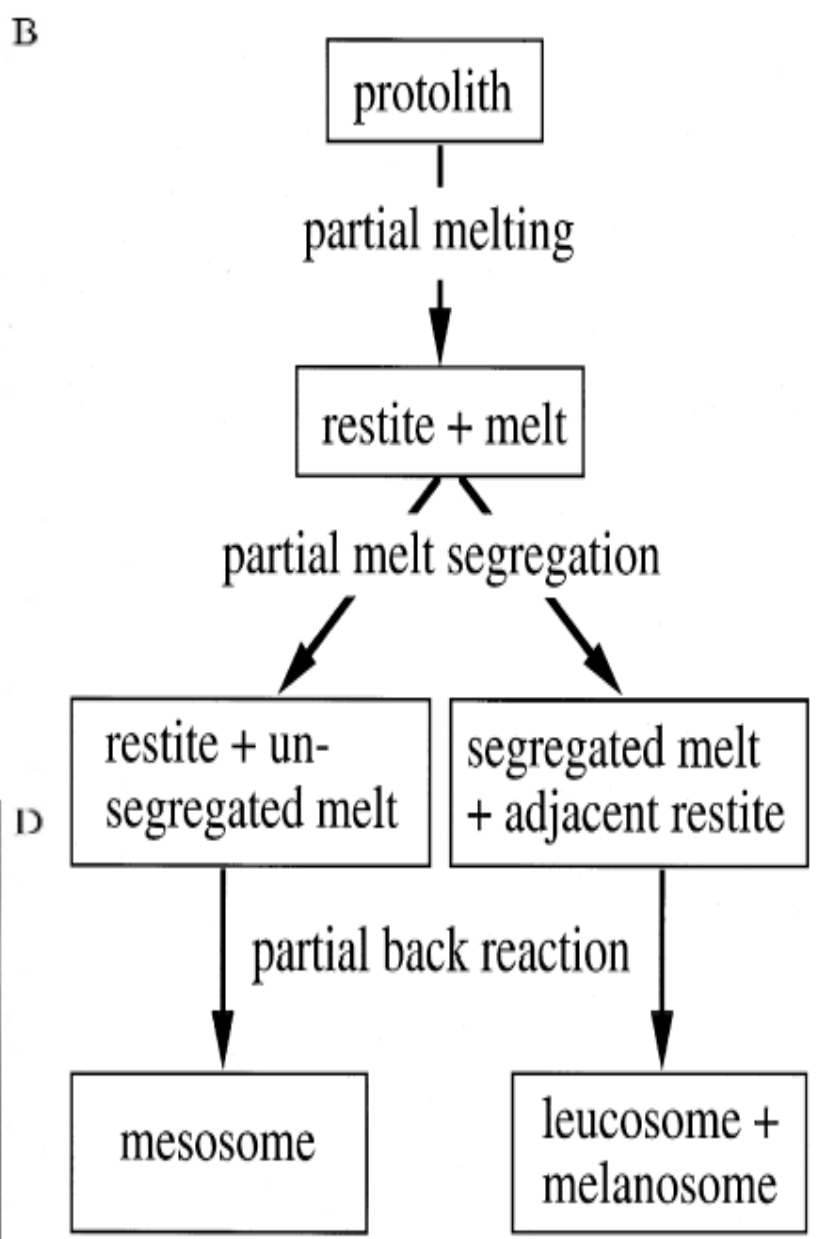 B
protolith
partial melting
restite + melt
partial melt segregation
restite + un-
segregated melt
segregated melt
+ adjacent restite
D
partial back reaction
mesosome
leucosome +
melanosome